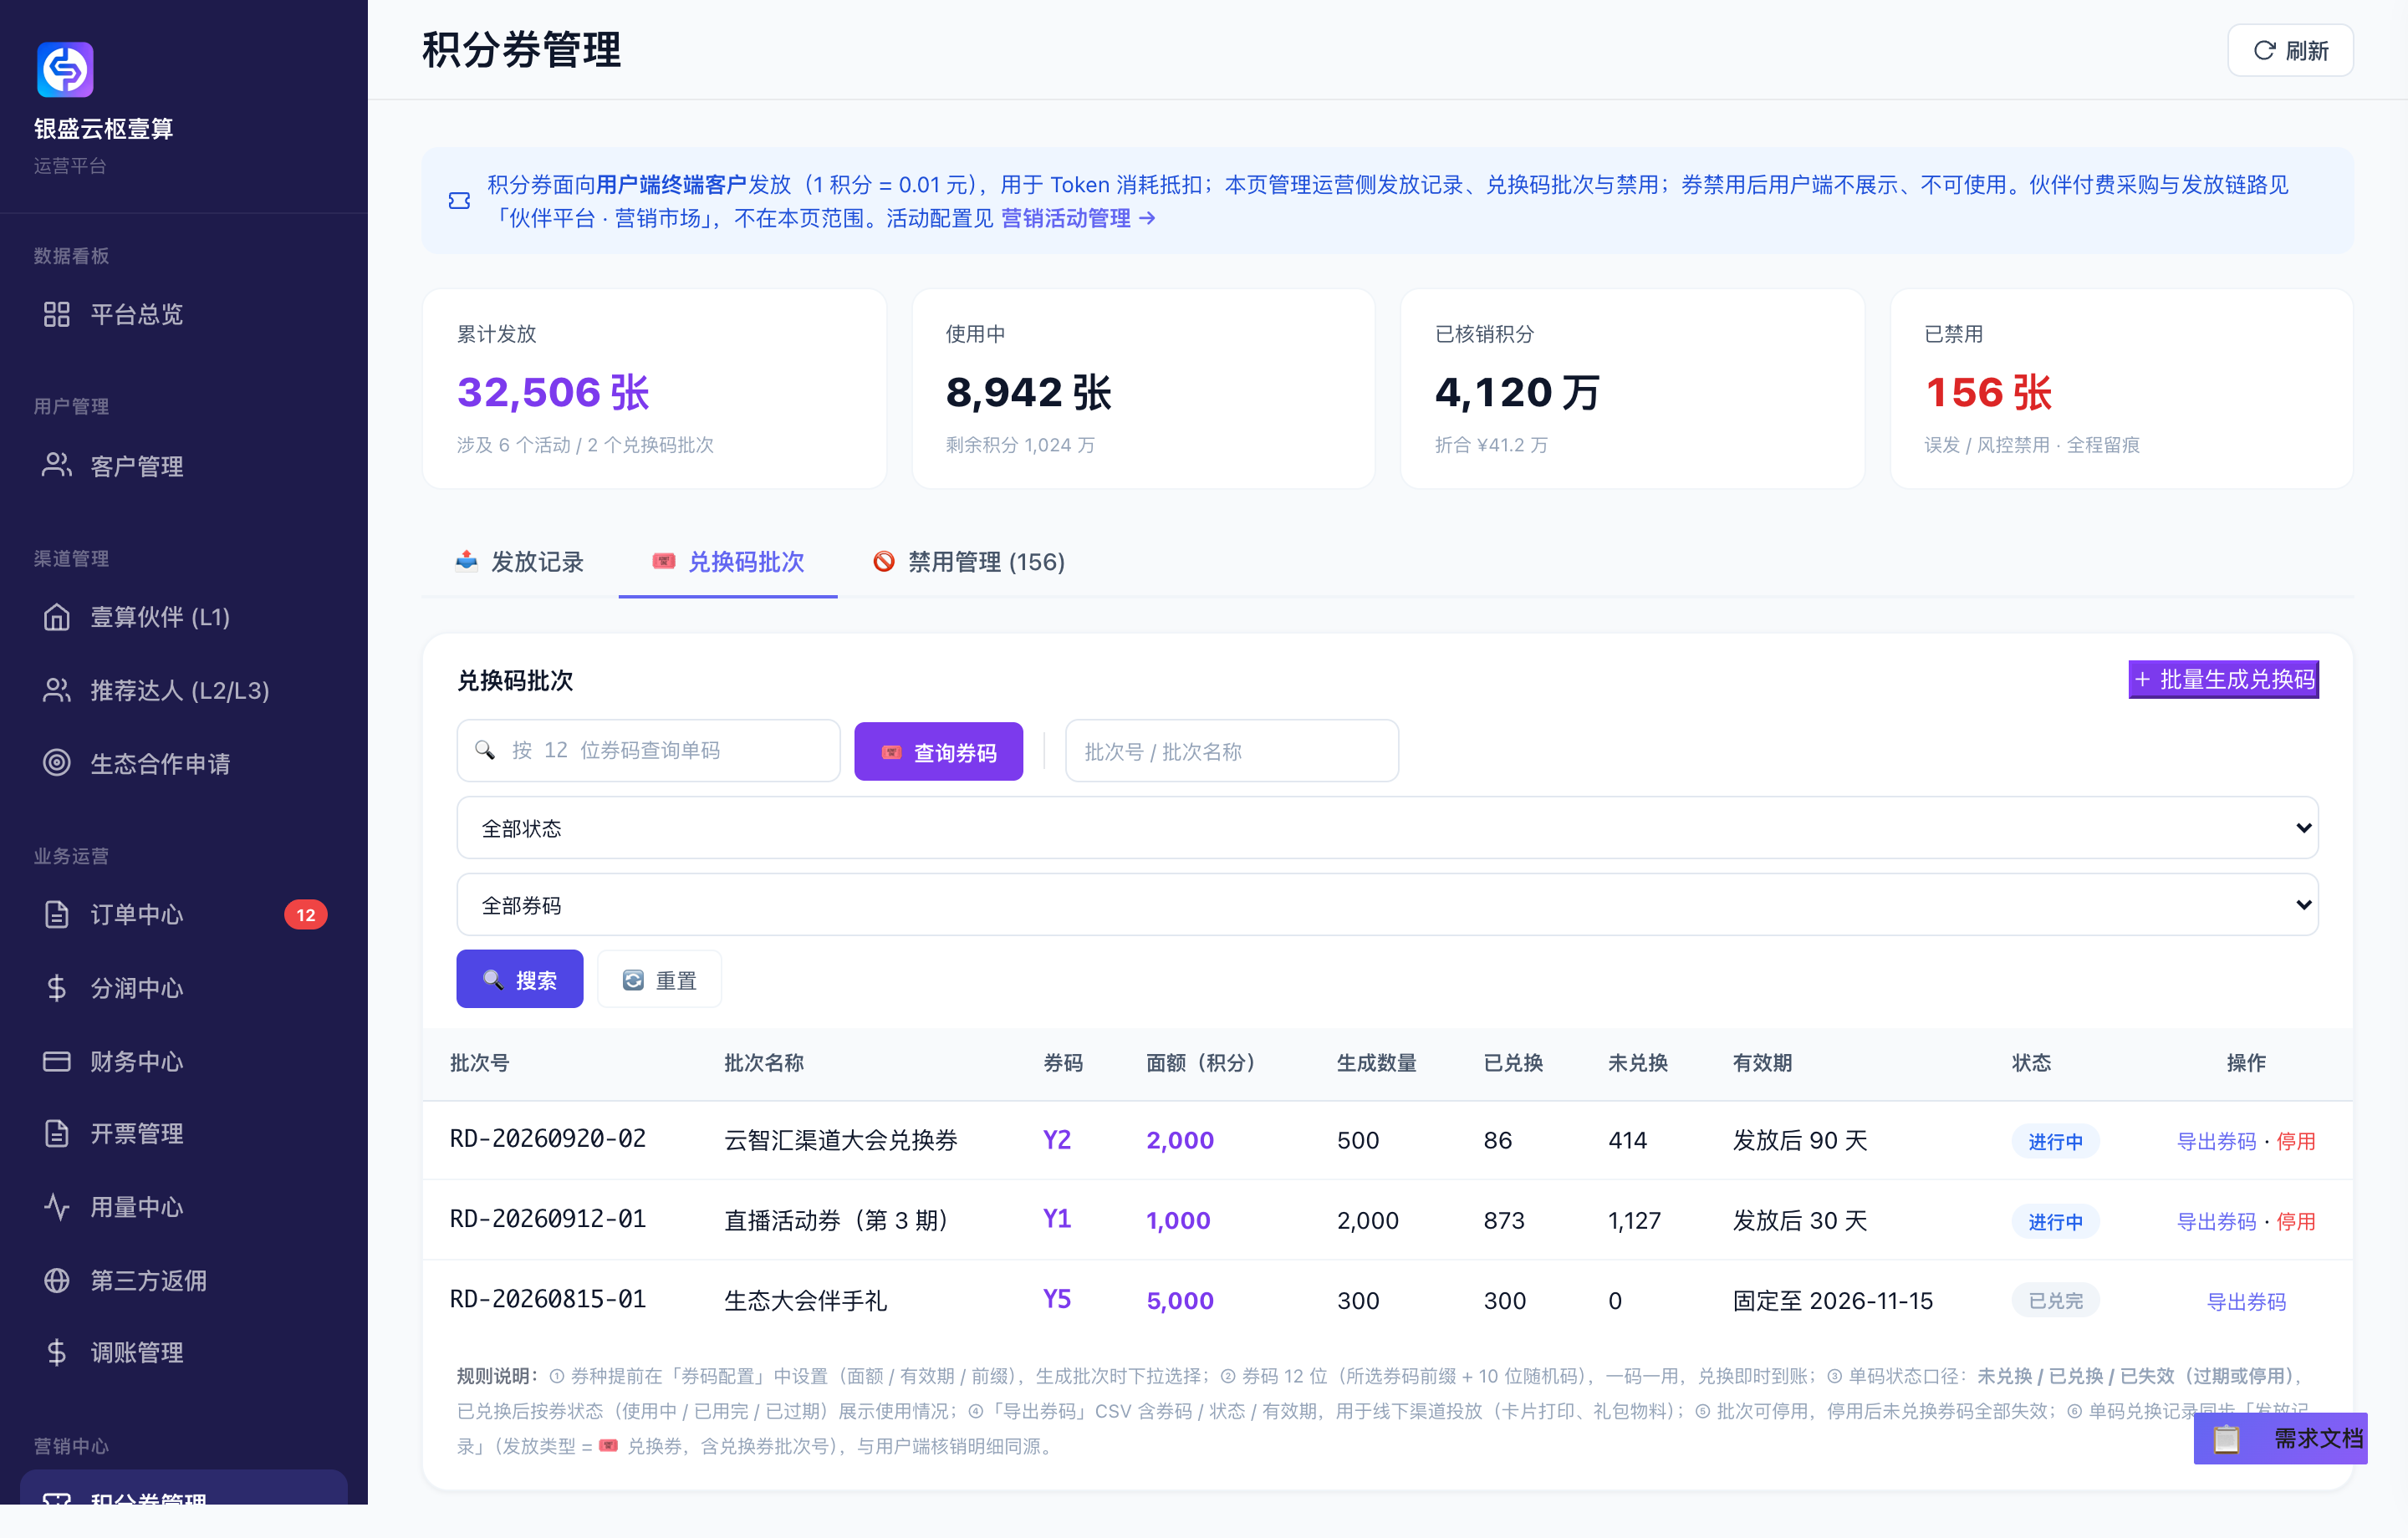 银盛云枢壹算
运营平台
数据看板
平台总览
用户管理
客户管理
渠道管理
壹算伙伴 (L1)
推荐达人 (L2/L3)
生态合作申请
业务运营
订单中心
12
分润中心
财务中心
开票管理
用量中心
第三方返佣
调账管理
营销中心
积分券管理
积分券管理
刷新
积分券面向用户端终端客户发放（1 积分 = 0.01 元），用于 Token 消耗抵扣；本页管理运营侧发放记录、兑换码批次与禁用；券禁用后用户端不展示、不可使用。伙伴付费采购与发放链路见
「伙伴平台 · 营销市场」，不在本页范围。活动配置见 营销活动管理 →
累计发放
32,506 张
涉及 6 个活动 / 2 个兑换码批次
使用中
8,942 张
剩余积分 1,024 万
已核销积分
4,120 万
折合 ¥41.2 万
已禁用
156 张
误发 / 风控禁用 · 全程留痕
发放记录
兑换码批次
禁用管理 (156)
兑换码批次
+ 批量生成兑换码
按 12 位券码查询单码
查询券码
批次号 / 批次名称
全部状态
全部券码
搜索
重置
批次号 批次名称 券码 面额（积分） 生成数量 已兑换 未兑换 有效期 状态 操作
RD-20260920-02 云智汇渠道大会兑换券 Y2 2,000 500 86 414 发放后 90 天 进行中 导出券码 · 停用
RD-20260912-01 直播活动券（第 3 期） Y1 1,000 2,000 873 1,127 发放后 30 天 进行中 导出券码 · 停用
RD-20260815-01 生态大会伴手礼 Y5 5,000 300 300 0 固定至 2026-11-15 已兑完 导出券码
规则说明：① 券种提前在「券码配置」中设置（面额 / 有效期 / 前缀），生成批次时下拉选择；② 券码 12 位（所选券码前缀 + 10 位随机码），一码一用，兑换即时到账；③ 单码状态口径：未兑换 / 已兑换 / 已失效（过期或停用），
已兑换后按券状态（使用中 / 已用完 / 已过期）展示使用情况；④「导出券码」CSV 含券码 / 状态 / 有效期，用于线下渠道投放（卡片打印、礼包物料）；⑤ 批次可停用，停用后未兑换券码全部失效；⑥ 单码兑换记录同步「发放记
录」（发放类型 = 兑换券，含兑换券批次号），与用户端核销明细同源。
需求文档